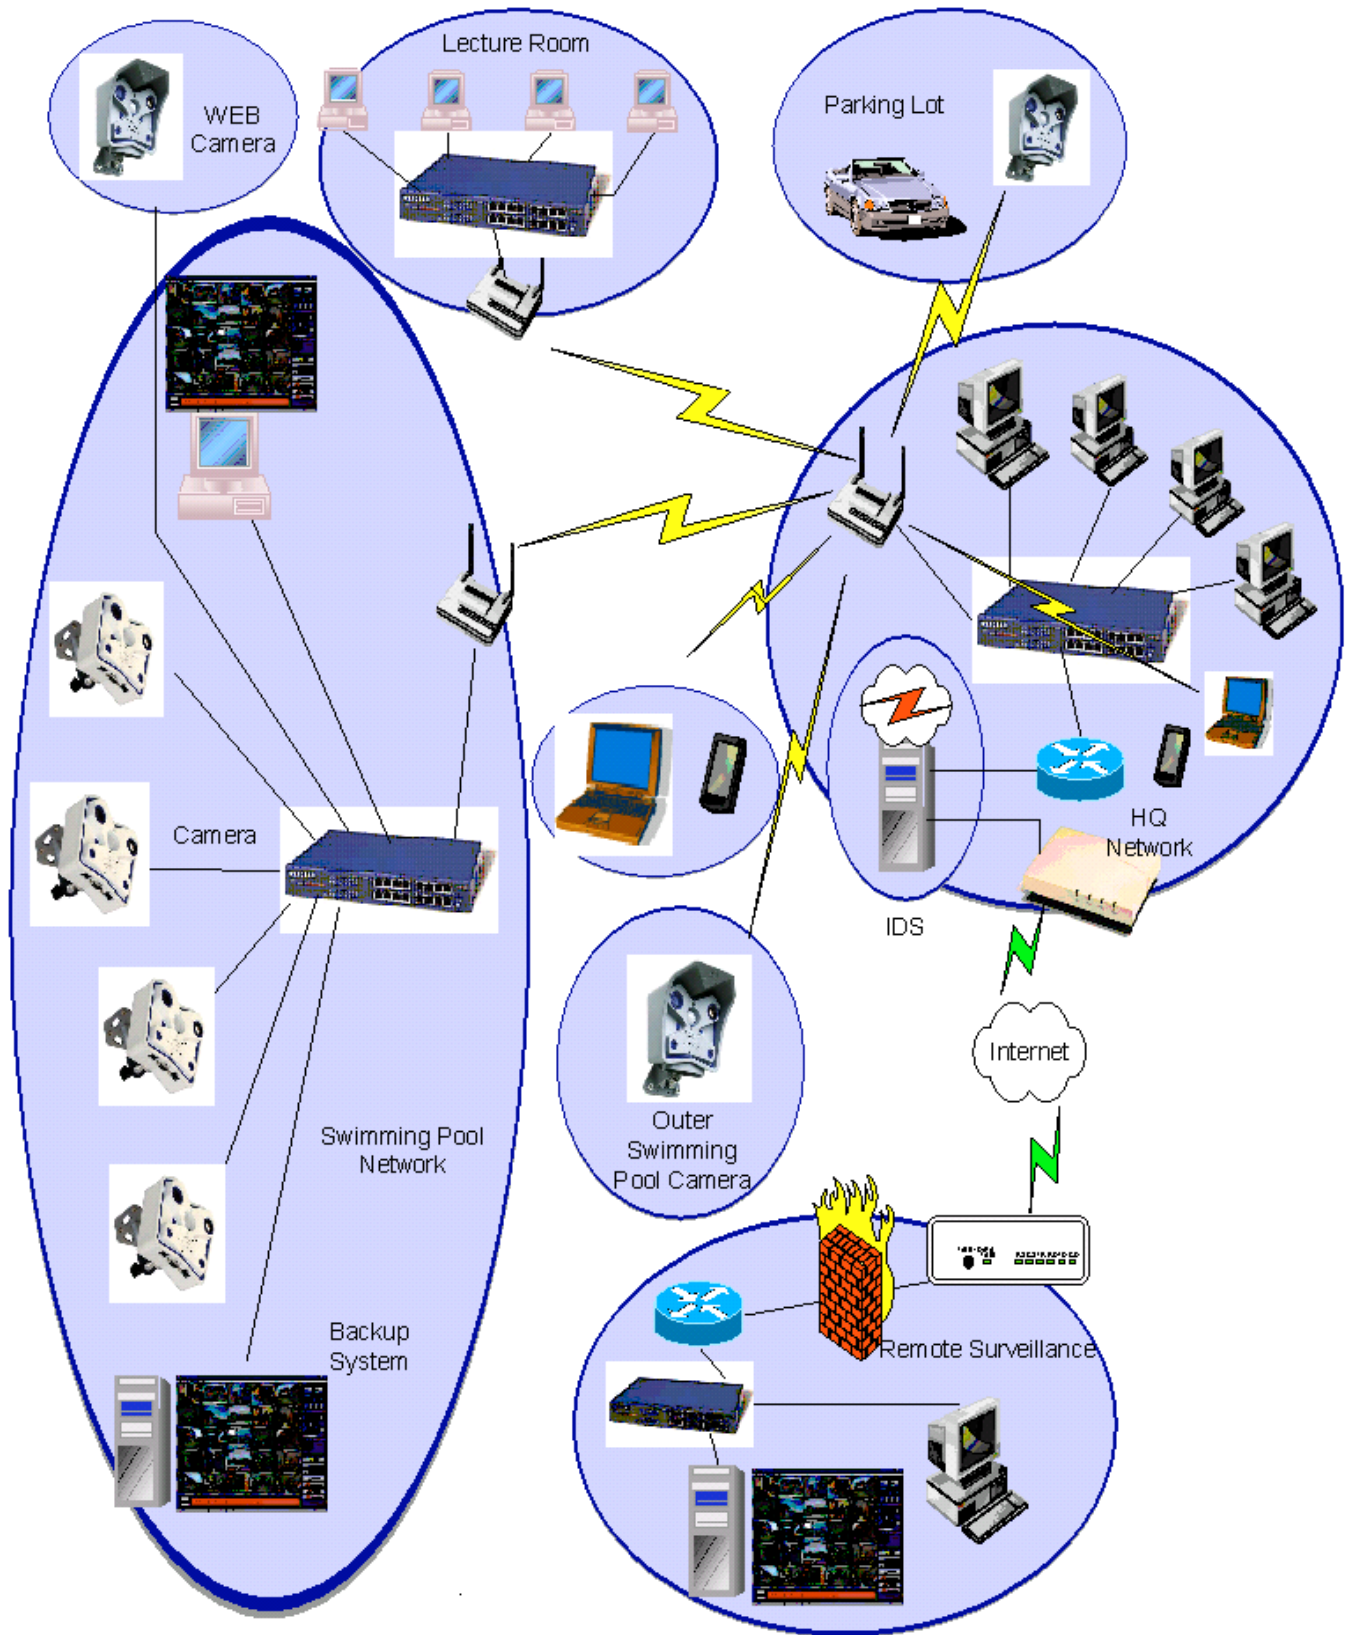 Lecture Room
WEB
Camera
Parking Lot
Camera
HQ
Network
IDS
Internet
Outer
Swimming
Pool Camera
Swimming Pool
Network
Backup
System
Remote Surveillance